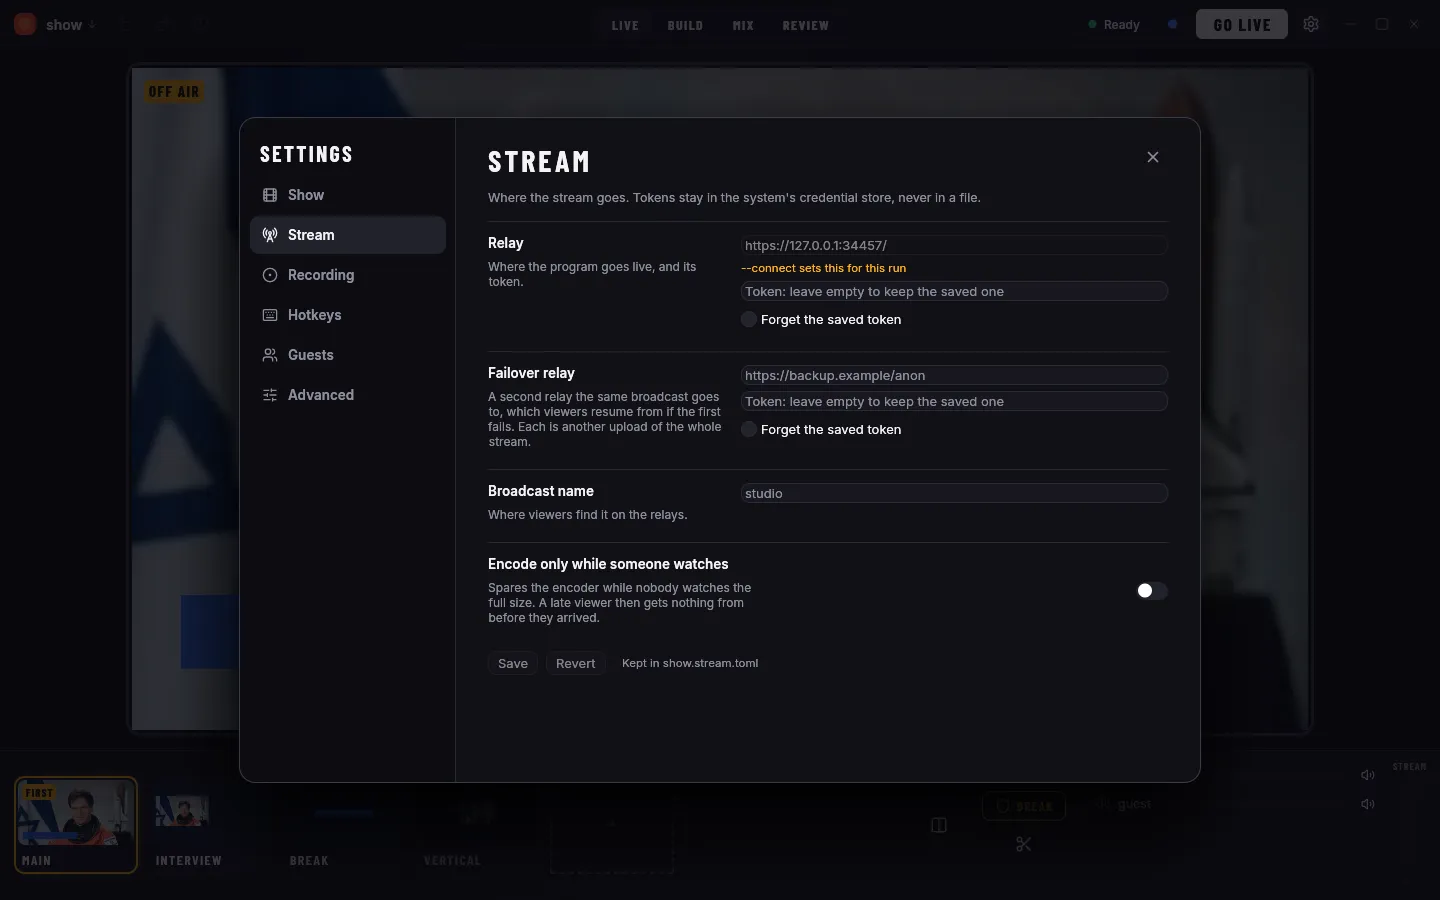 show
LIVE
BUILD
MIX
REVIEW
Ready
GO LIVE
OFF AIR
SETTINGS
Show
Stream
Recording
Hotkeys
Guests
Advanced
STREAM
Where the stream goes. Tokens stay in the system's credential store, never in a file.
Relay
Where the program goes live, and its
token.
https://127.0.0.1:34457/
--connect sets this for this run
Token: leave empty to keep the saved one
Forget the saved token
Failover relay
A second relay the same broadcast goes
to, which viewers resume from if the first
fails. Each is another upload of the whole
stream.
https://backup.example/anon
Token: leave empty to keep the saved one
Forget the saved token
Broadcast name
Where viewers find it on the relays.
studio
Encode only while someone watches
Spares the encoder while nobody watches the
full size. A late viewer then gets nothing from
before they arrived.
Save
Revert
Kept in show.stream.toml
FIRST
MAIN
INTERVIEW
BREAK
VERTICAL
BREAK
guest
STREAM